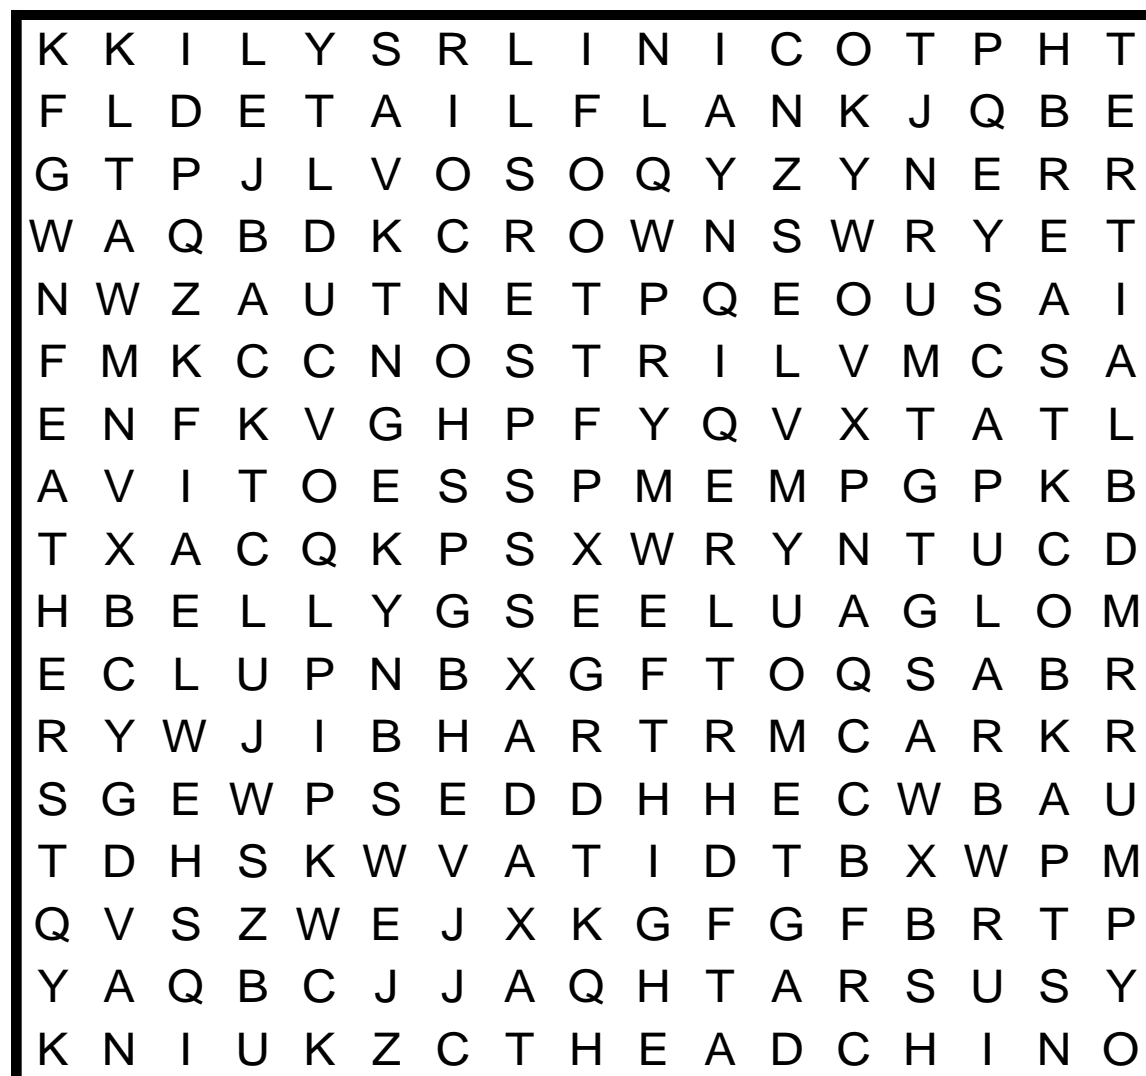 K K I L Y S R L I N I C O T P H T
F L D E T A I L F L A N K J Q B E
G T P J L V O S O Q Y Z Y N E R R
W A Q B D K C R O W N S W R Y E T
N W Z A U T N E T P Q E O U S A I
F M K C C N O S T R I L V M C S A
E N F K V G H P F Y Q V X T A T L
A V I T O E S S P M E M P G P K B
T X A C Q K P S X W R Y N T U C D
H B E L L Y G S E E L U A G L O M
E C L U P N B X G F T O Q S A B R
R Y W J I B H A R T R M C A R K R
S G E W P S E D D H H E C W B A U
T D H S K W V A T I D T B X W P M
Q V S Z W E J X K G F G F B R T P
Y A Q B C J J A Q H T A R S U S Y
K N I U K Z C T H E A D C H I N O